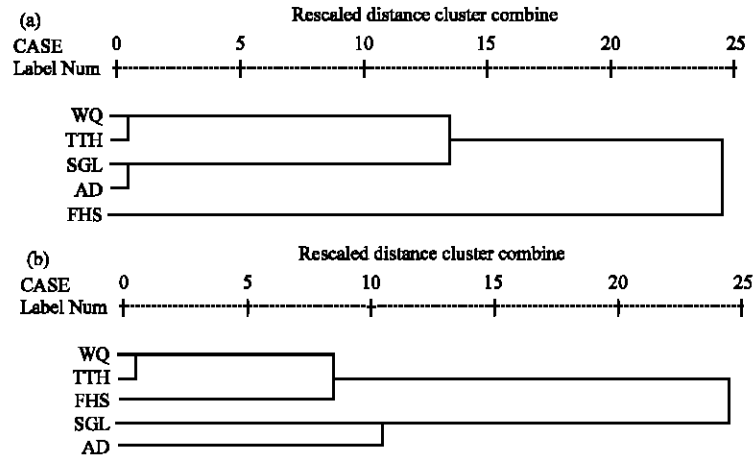 (a)
Rescaled distance cluster combine
CASE 0 5 10 15 20 25
Label Num
WQ
TTH
SGL
AD
FHS
(b)
Rescaled distance cluster combine
CASE 0 5 10 15 20 25
Label Num
WQ
TTH
FHS
SGL
AD